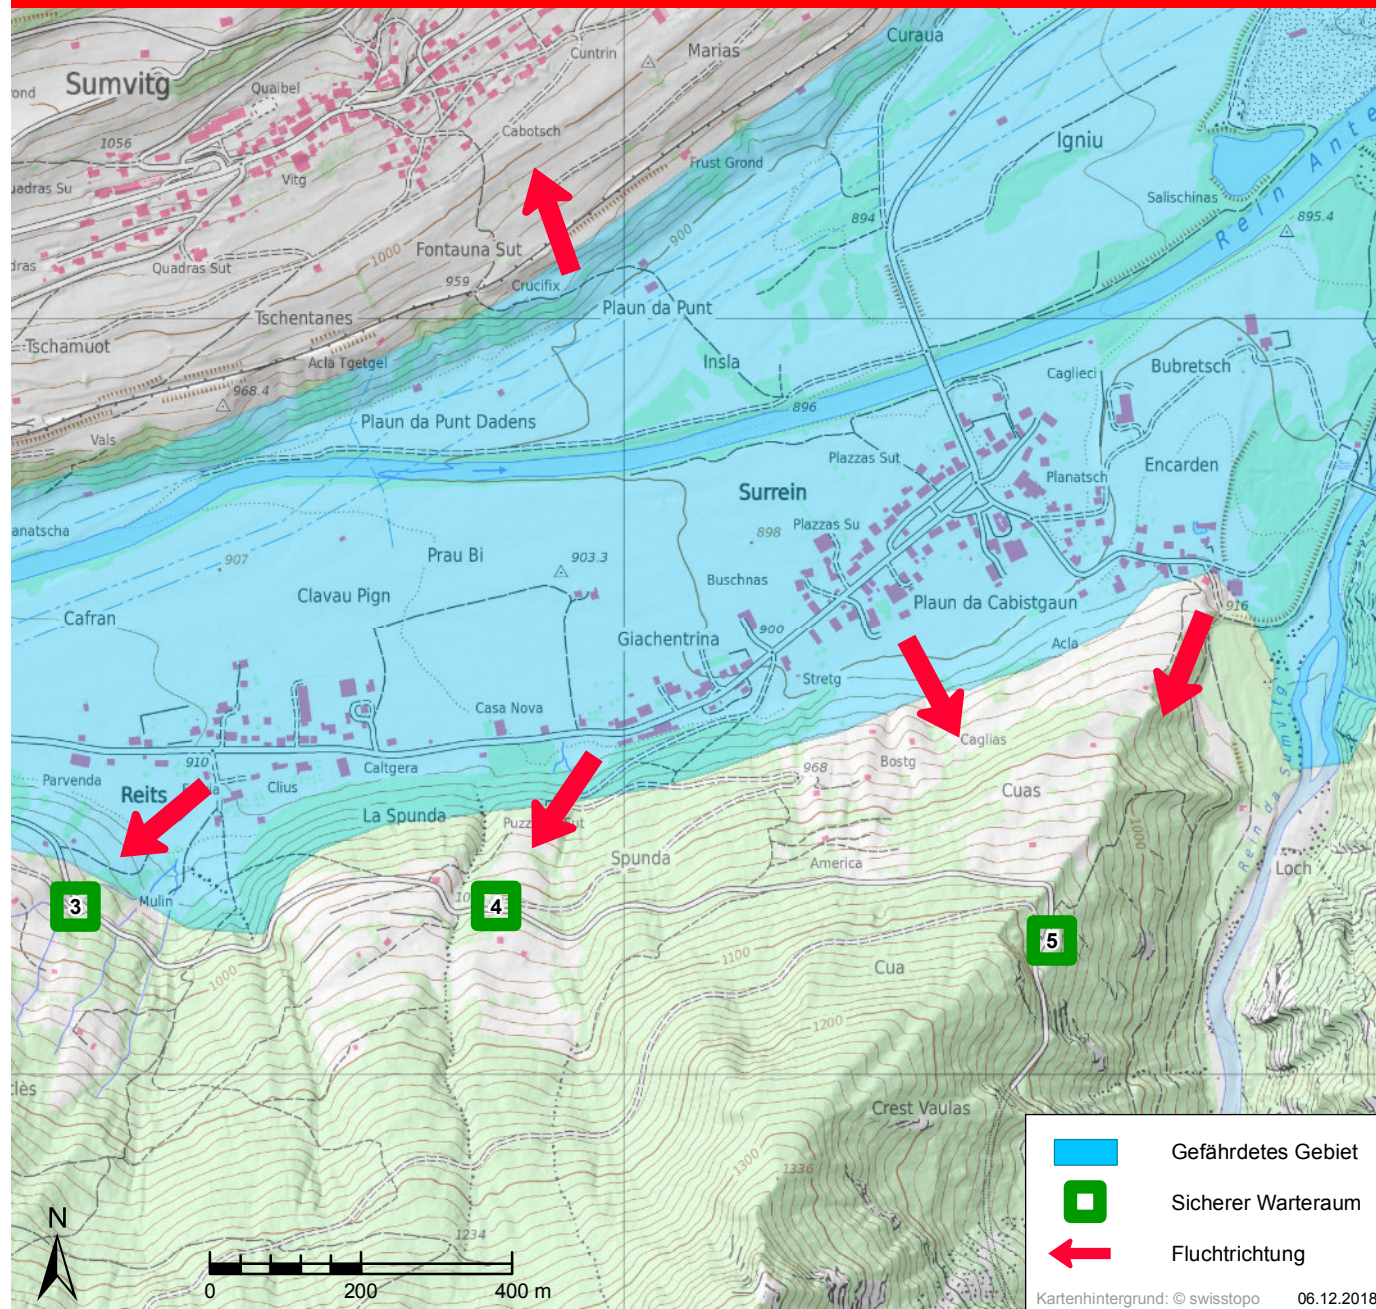 Sumvitg
Quaibel
Cuntrin
Marias
Curaua
ond
1056
Cabotsch
Igniu
Rein Ante
uadras Su
Vitg
Frust Grond
Salischinas
894
895.4
dras
Quadras Sut
1000
Fontauna Sut
900
959
Crucifix
Plaun da Punt
Tschentanes
Tschamuot
Acla Tgetgel
Insla
Caglieci
Bubretsch
968.4
896
Vals
Plaun da Punt Dadens
Plazzas Sut
Encarden
Planatsch
Surrein
anatscha
Plazzas Su
898
907
Prau Bi
903.3
Buschnas
Clavau Pign
Plaun da Cabistgaun
916
Cafran
Giachentrina
900
Acla
Stretg
Casa Nova
Caglias
910
Caltgera
Bostg
968
Parvenda
Reits
Clius
Cuas
Rein da Sumvitg
La Spunda
1000
Spunda
America
Loch
Mulin
3
4
5
1000
1100
Cua
1200
lès
Crest Vaulas
1300
1336
1234
N
0
200
400 m
Gefährdetes Gebiet
Sicherer Warteraum
Fluchtrichtung
Kartenhintergrund: © swisstopo
06.12.2018